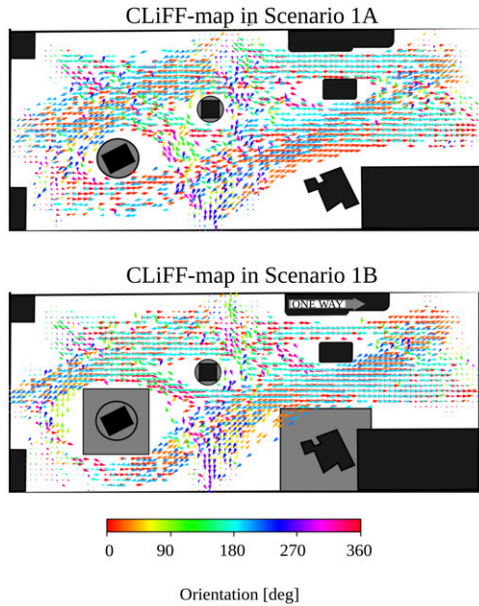 CLiFF-map in Scenario 1A
CLiFF-map in Scenario 1B
ONE WAY
0 90 180 270 360
Orientation [deg]